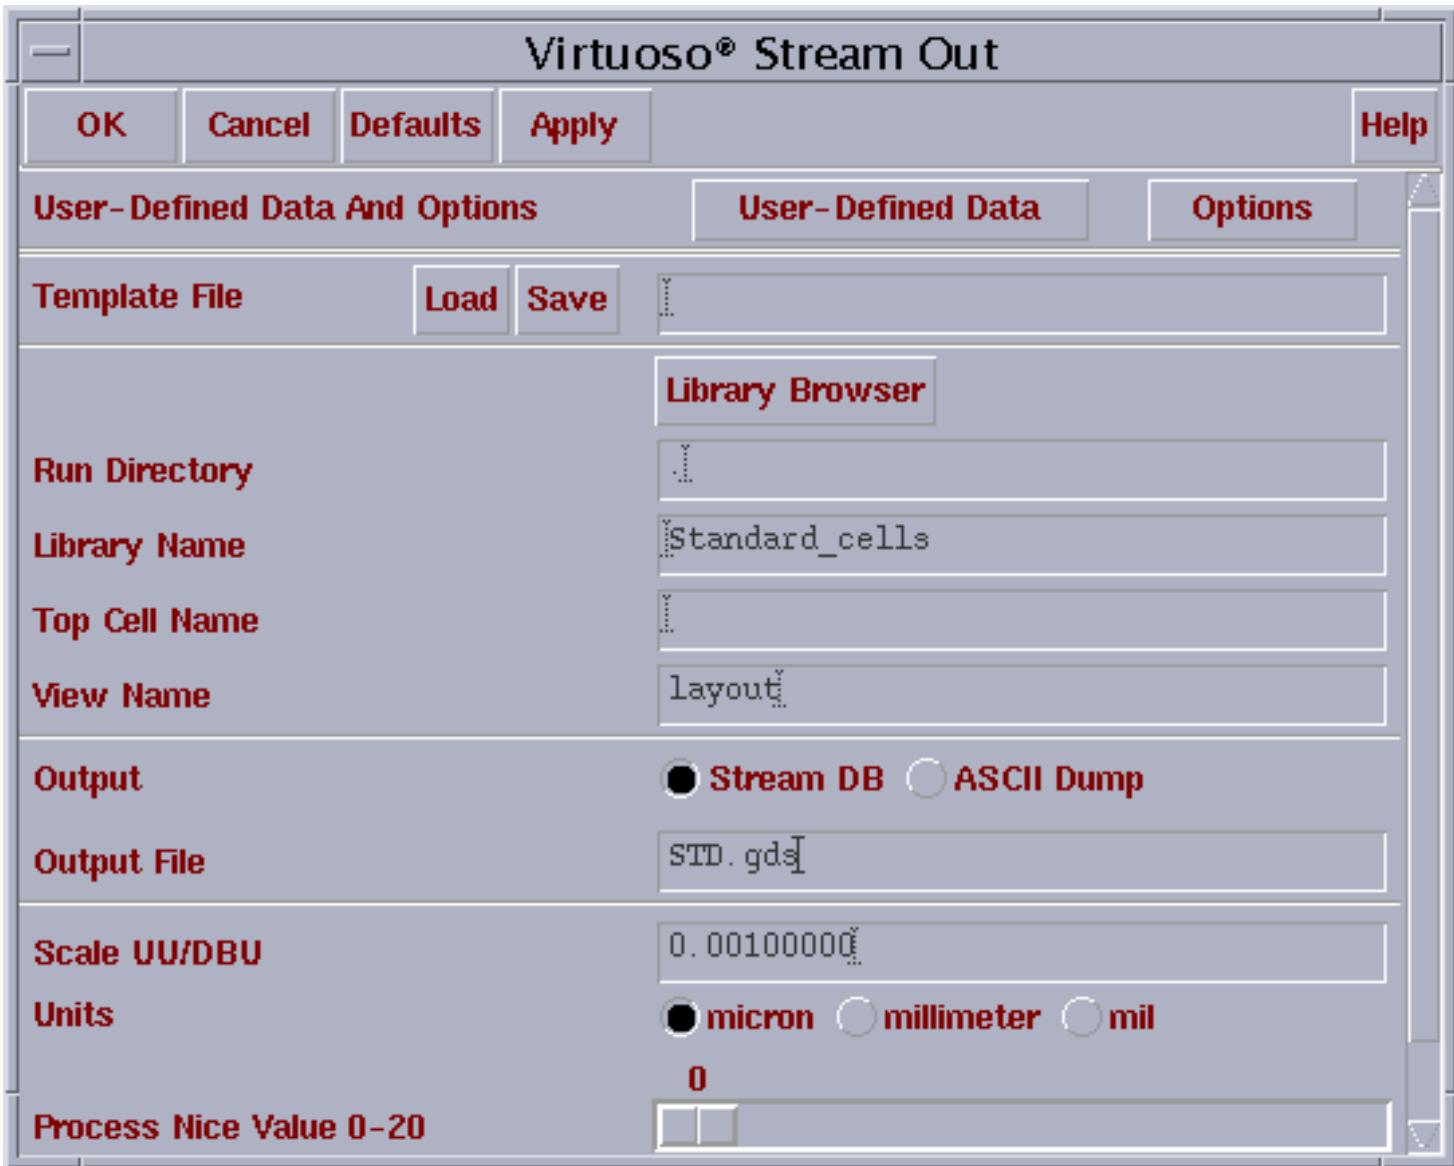 Virtuoso® Stream Out
OK Cancel Defaults Apply Help
User-Defined Data And Options User-Defined Data Options
Template File Load Save
Library Browser
Run Directory .
Library Name Standard_cells
Top Cell Name
View Name layout
Output Stream DB ASCII Dump
Output File STD.gds
Scale UU/DBU 0.00100000
Units micron millimeter mil
0
Process Nice Value 0-20